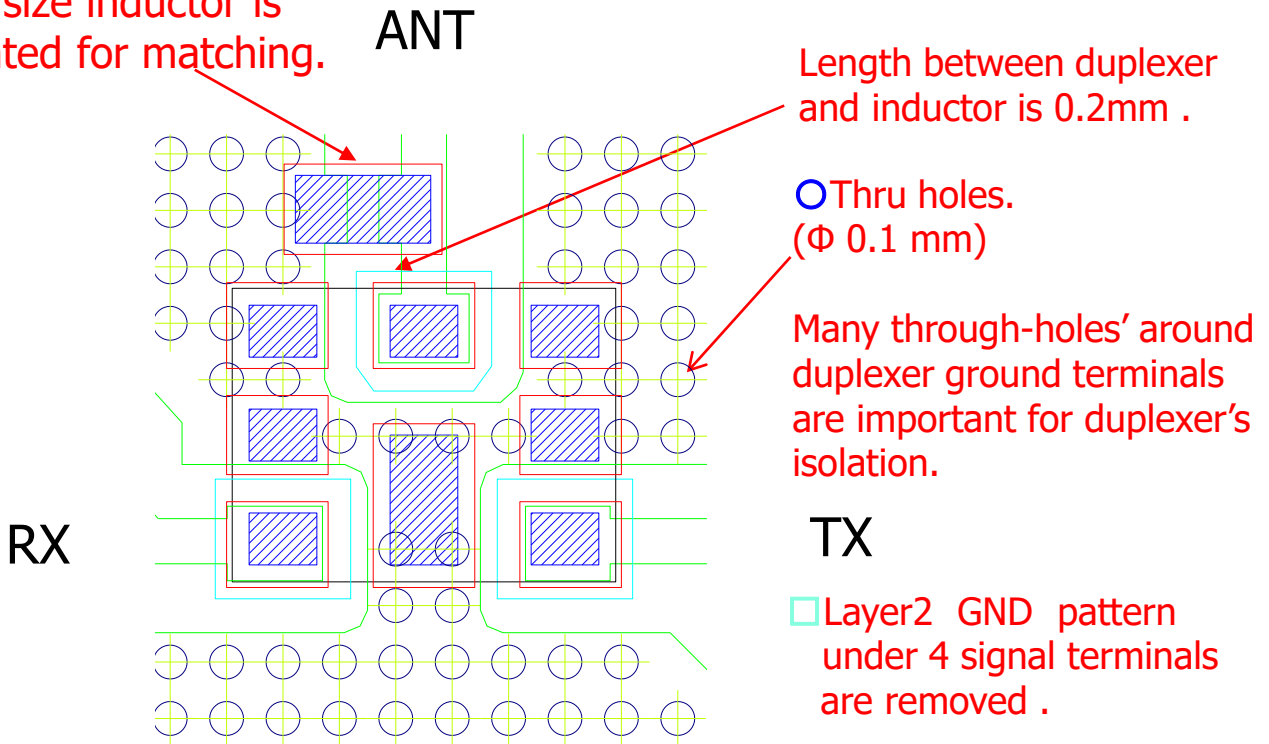 size inductor is
ted for matching.
ANT
Length between duplexer
and inductor is 0.2mm .
Thru holes.
(Φ 0.1 mm)
Many through-holes’ around
duplexer ground terminals
are important for duplexer’s
isolation.
RX
TX
Layer2 GND pattern
under 4 signal terminals
are removed .